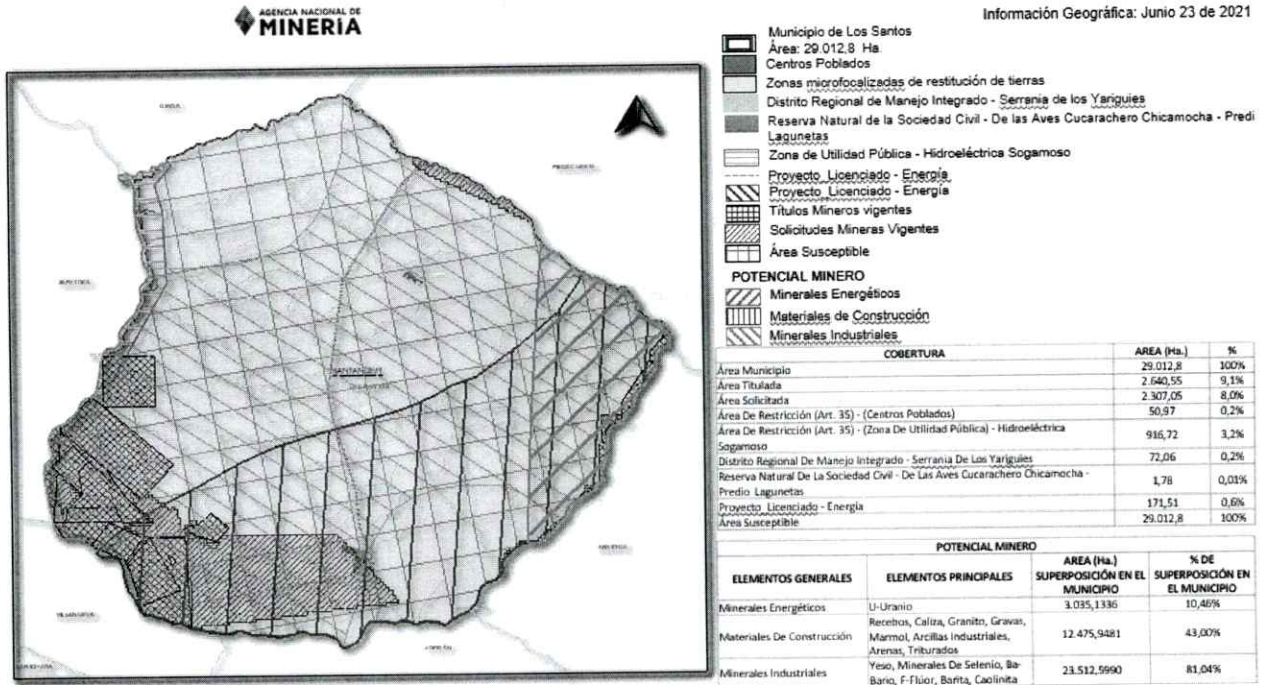 AGENCIA NACIONAL DE
MINERÍA
Información Geográfica: Junio 23 de 2021
Municipio de Los Santos
Área: 29.012,8 Ha
Centros Poblados
Zonas microfocalizadas de restitución de tierras
Distrito Regional de Manejo Integrado - Serrania de los Yariguies
Reserva Natural de la Sociedad Civil - De las Aves Cucarachero Chicamocha - Predi
Lagunetas
Zona de Utilidad Pública - Hidroeléctrica Sogamoso
Proyecto_Licenciado - Energía
Proyecto_Licenciado - Energía
Títulos Mineros vigentes
Solicitudes Mineras Vigentes
Área Susceptible
POTENCIAL MINERO
Minerales Energéticos
Materiales de Construcción
Minerales Industriales
SANTANDER
COBERTURA AREA (Ha.) %
Área Municipio 29.012,8 100%
Área Titulada 2.640,55 9,1%
Área Solicitada 2.307,05 8,0%
Área De Restricción (Art. 35) - (Centros Poblados) 50,97 0,2%
Área De Restricción (Art. 35) - (Zona De Utilidad Pública) - Hidroeléctrica
Sogamoso 916,72 3,2%
Distrito Regional De Manejo Integrado - Serrania De Los Yariguies 72,06 0,2%
Reserva Natural De La Sociedad Civil - De Las Aves Cucarachero Chicamocha -
Predio Lagunetas 1,78 0,01%
Proyecto_Licenciado - Energía 171,51 0,6%
Área Susceptible 29.012,8 100%
POTENCIAL MINERO
ELEMENTOS GENERALES ELEMENTOS PRINCIPALES AREA (Ha.) SUPERPOSICIÓN EN EL MUNICIPIO % DE SUPERPOSICIÓN EN EL MUNICIPIO
Minerales Energéticos U-Uranio 3.035,1336 10,46%
Materiales De Construcción Recebos, Caliza, Granito, Gravas,
Marmol, Arcillas Industriales,
Arenas, Triturados 12.475,9481 43,00%
Minerales Industriales Yeso, Minerales De Selenio, Ba-
Bario, F-Flúor, Barita, Caolinita 23.512,5990 81,04%